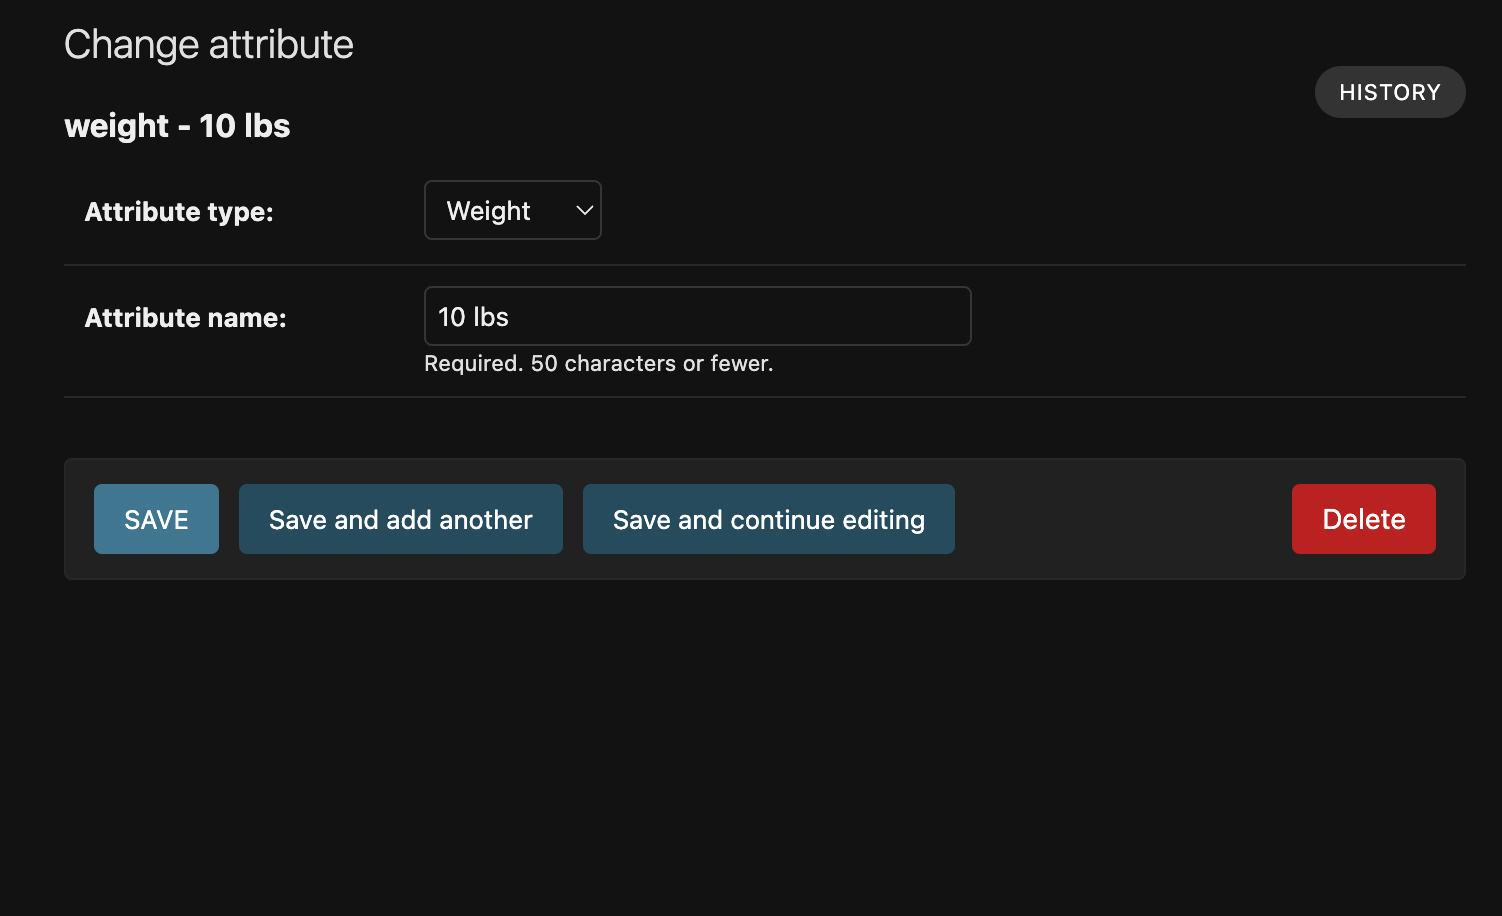 Change attribute
HISTORY
weight - 10 lbs
Attribute type:
Weight
Attribute name:
10 lbs
Required. 50 characters or fewer.
SAVE
Save and add another
Save and continue editing
Delete